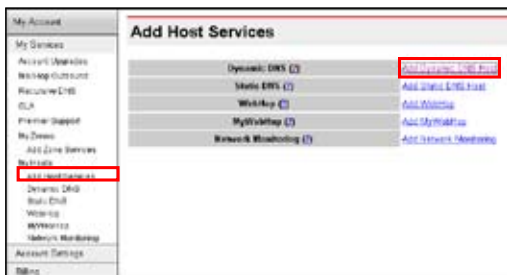 My Account
My Services
Account Upgrades
MailHop Outbound
Recursive DNS
SLA
Premier Support
My Zones
Add Zone Services
My Hosts
Add Host Services
Dynamic DNS
Static DNS
WebHop
MyWebHop
Network Monitoring
Account Settings
Billing
Add Host Services
Dynamic DNS (?) Add Dynamic DNS Host
Static DNS (?) Add Static DNS Host
WebHop (?) Add WebHop
MyWebHop (?) Add MyWebHop
Network Monitoring (?) Add Network Monitoring